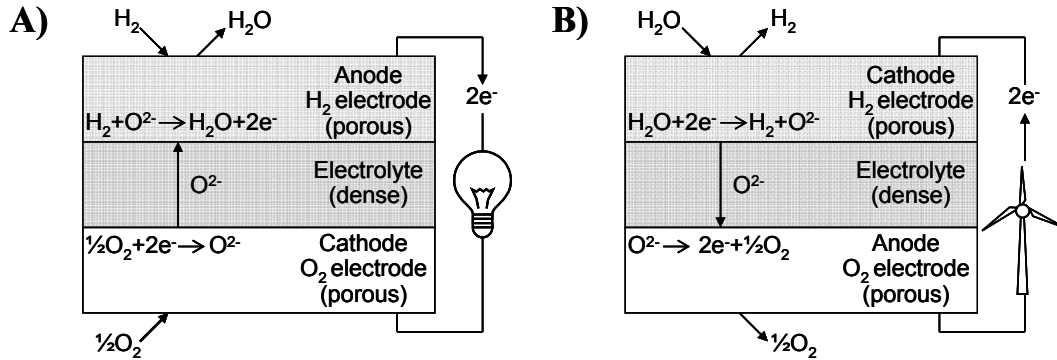 A)
H₂
H₂O
Anode
H₂ electrode
(porous)
H₂+O²⁻→H₂O+2e⁻
2e⁻
Electrolyte
(dense)
O²⁻
½O₂+2e⁻→O²⁻
Cathode
O₂ electrode
(porous)
½O₂
B)
H₂O
H₂
Cathode
H₂ electrode
(porous)
H₂O+2e⁻→H₂+O²⁻
2e⁻
Electrolyte
(dense)
O²⁻
O²⁻→ 2e⁻+½O₂
Anode
O₂ electrode
(porous)
½O₂